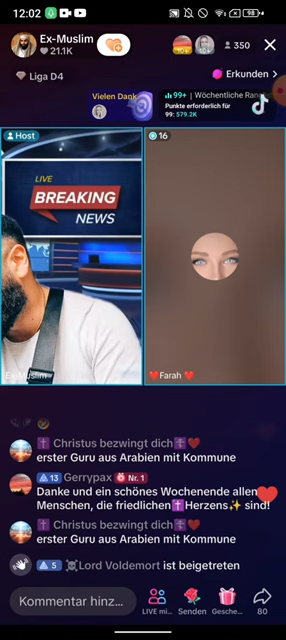 12:02
98
Ex-Muslim
21.1K
350
Liga D4
Erkunden >
Vielen Dank
99+ | Wöchentliche Ran
Punkte erforderlich für
99: 579.2K
Host
16
LIVE
BREAKING
NEWS
Ex-Muslim
Farah
Christus bezwingt dich
erster Guru aus Arabien mit Kommune
13 Gerrypax Nr. 1
Danke und ein schönes Wochenende allen
Menschen, die friedlichen✝️Herzens✨ sind!
Christus bezwingt dich
erster Guru aus Arabien mit Kommune
5 Lord Voldemort ist beigetreten
Kommentar hinz...
LIVE mi...
Senden
Gesche...
80